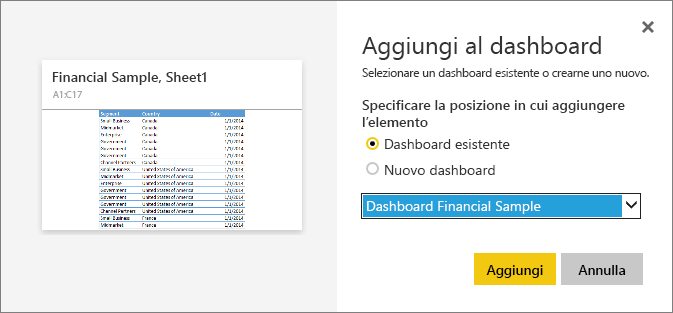 Financial Sample, Sheet1
A1:C17
Segment Country Date
Small Business Canada 1/1/2014
Midmarket Canada 1/1/2014
Enterprise Canada 1/1/2014
Government Canada 1/1/2014
Government Canada 1/1/2014
Government Canada 1/1/2014
Channel Partners Canada 1/1/2014
Small Business United States of America 1/1/2014
Midmarket United States of America 1/1/2014
Enterprise United States of America 1/1/2014
Government United States of America 1/1/2014
Government United States of America 1/1/2014
Government United States of America 1/1/2014
Channel Partners United States of America 1/1/2014
Small Business France 1/1/2014
Midmarket France 1/1/2014
Aggiungi al dashboard
Selezionare un dashboard esistente o crearne uno nuovo.
Specificare la posizione in cui aggiungere
l'elemento
Dashboard esistente
Nuovo dashboard
Dashboard Financial Sample
Aggiungi
Annulla